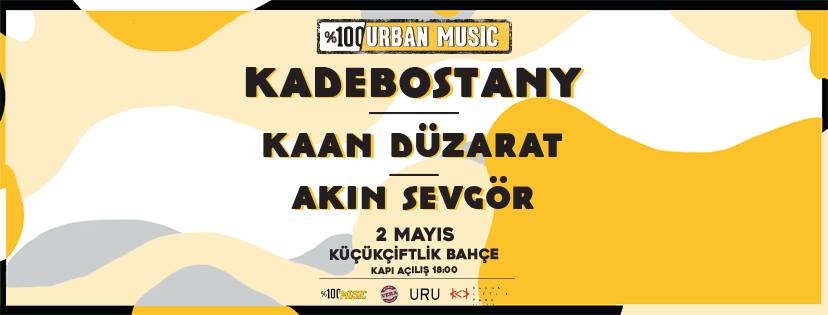 %100 URBAN MUSIC
KADEBOSTANY
KAAN DÜZARAT
AKIN SEVGÖR
2 MAYIS
KÜÇÜKÇİFTLİK BAHÇE
KAPI AÇILIŞ 18:00
%100 MUSIC VERA URU